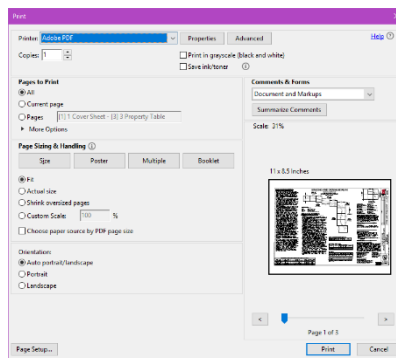 Print
Printer: Adobe PDF Properties Advanced Help
Copies: 1 Print in grayscale (black and white)
Save ink/toner
Pages to Print
All
Current page
Pages [1] 1 Cover Sheet - [3] 3 Property Table
More Options
Page Sizing & Handling
Size Poster Multiple Booklet
Fit
Actual size
Shrink oversized pages
Custom Scale: 100 %
Choose paper source by PDF page size
Orientation:
Auto portrait/landscape
Portrait
Landscape
Comments & Forms
Document and Markups
Summarize Comments
Scale: 31%
11 x 8.5 Inches
< >
Page 1 of 3
Page Setup... Print Cancel